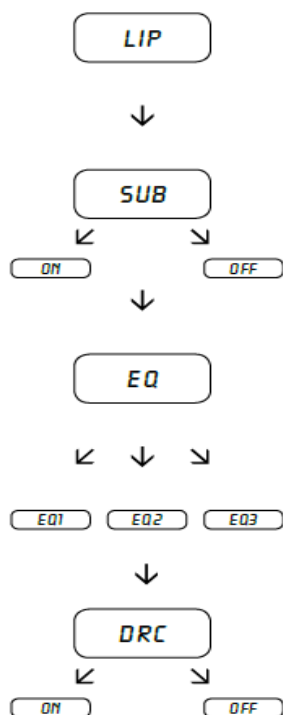 LIP
SUB
ON OFF
EQ
EQ1 EQ2 EQ3
DRC
ON OFF